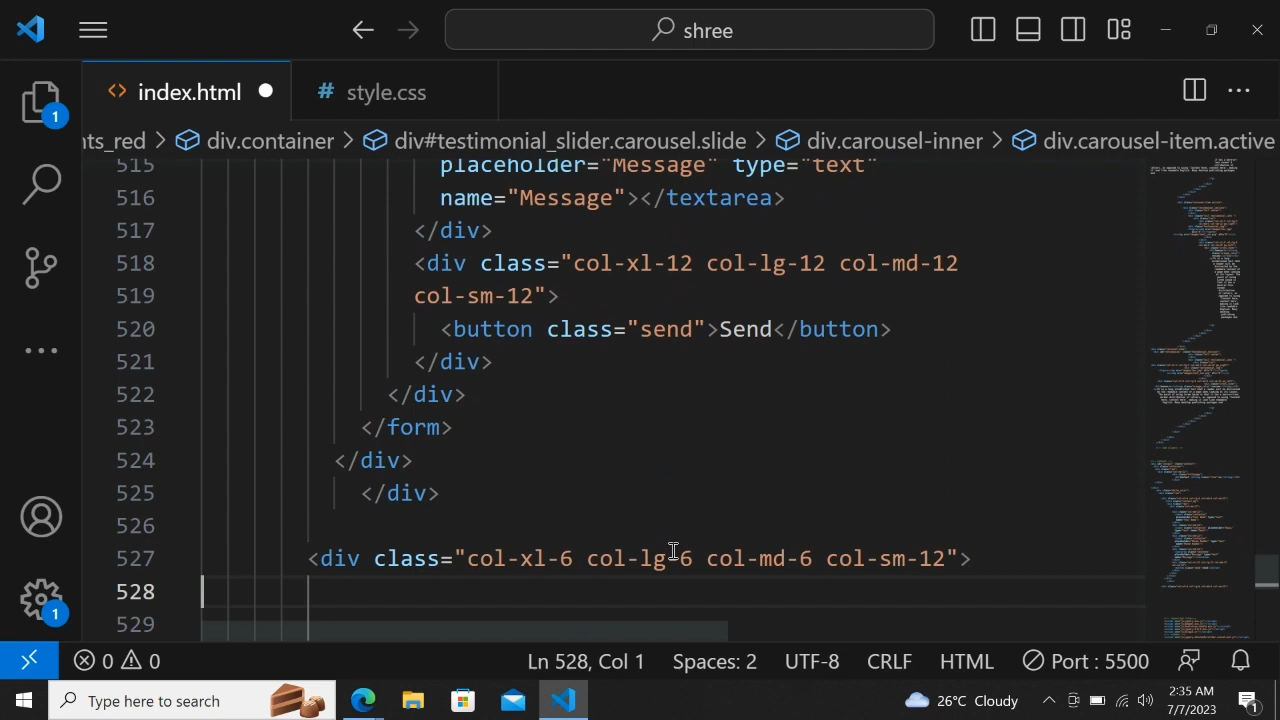 shree
index.html
# style.css
nts_red > div.container > div#testimonial_slider.carousel.slide > div.carousel-inner > div.carousel-item.active
515 placeholder="Message" type="text"
516 name="Message"></textarea>
517 </div>
518 <div class="col-xl-12 col-lg-12 col-md-12
519 col-sm-12">
520 <button class="send">Send</button>
521 </div>
522 </div>
523 </form>
524 </div>
525 </div>
526
527 <div class="col-xl-6 col-lg-6 col-md-6 col-sm-12">
528
529
1
1
0 0 Ln 528, Col 1 Spaces: 2 UTF-8 CRLF HTML Port : 5500
Type here to search 26°C Cloudy 2:35 AM
7/7/2023
1